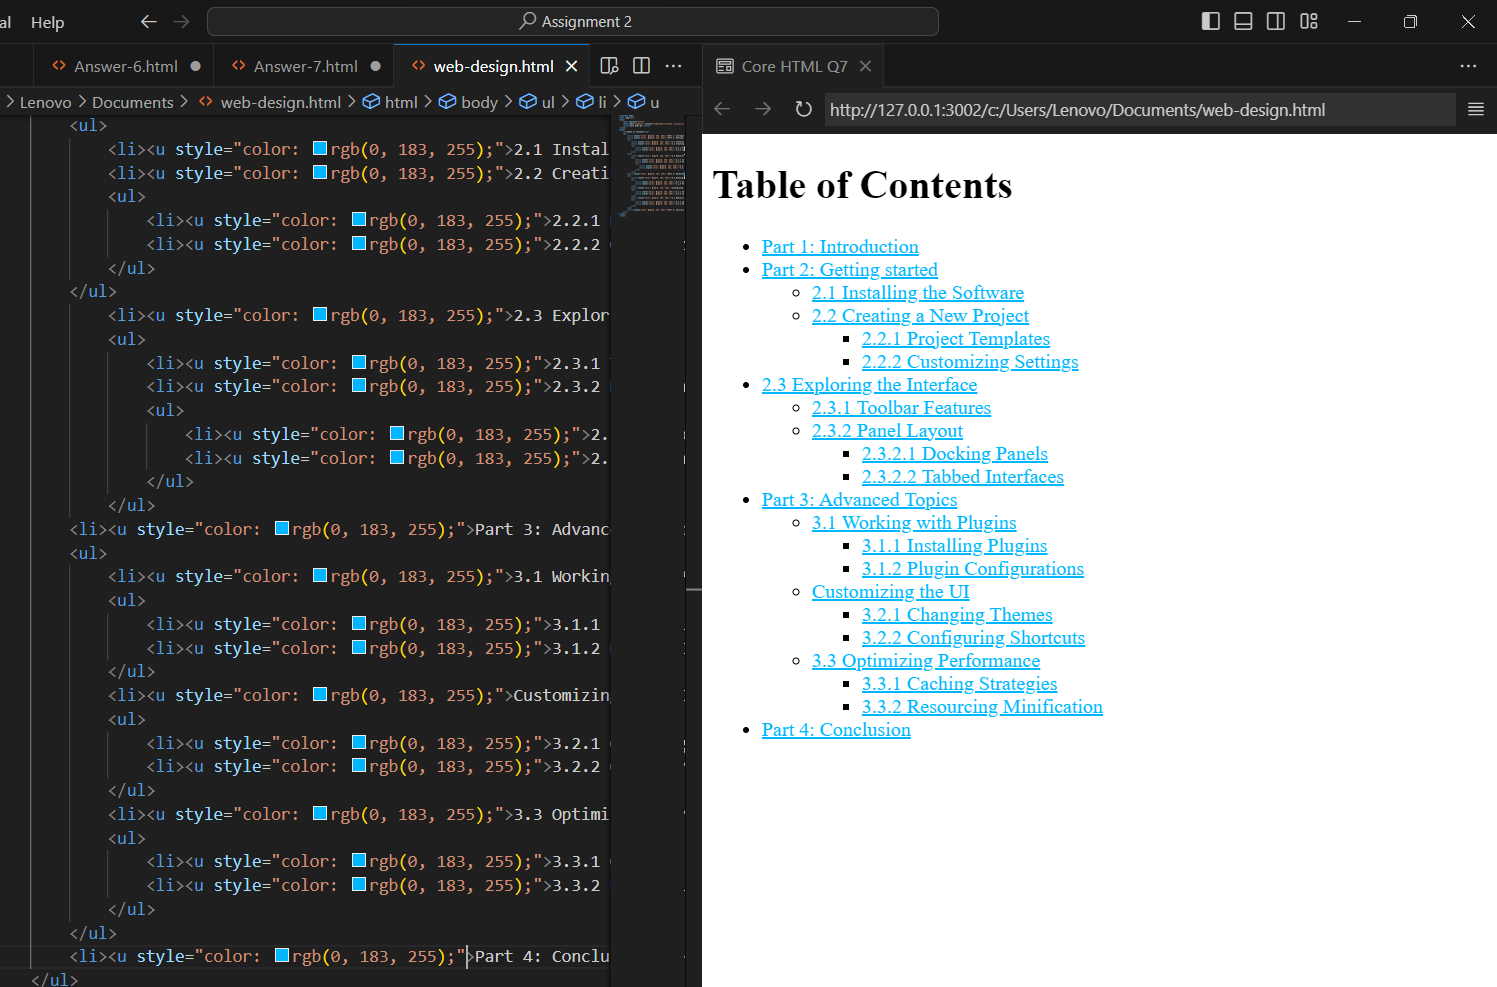 al Help Assignment 2
Answer-6.html Answer-7.html web-design.html Core HTML Q7
> Lenovo > Documents > web-design.html > html > body > ul > li > u
http://127.0.0.1:3002/c:/Users/Lenovo/Documents/web-design.html
<ul>
<li><u style="color: rgb(0, 183, 255);">2.1 Instal
<li><u style="color: rgb(0, 183, 255);">2.2 Creati
<ul>
<li><u style="color: rgb(0, 183, 255);">2.2.1
<li><u style="color: rgb(0, 183, 255);">2.2.2
</ul>
</ul>
<li><u style="color: rgb(0, 183, 255);">2.3 Explor
<ul>
<li><u style="color: rgb(0, 183, 255);">2.3.1
<li><u style="color: rgb(0, 183, 255);">2.3.2
<ul>
<li><u style="color: rgb(0, 183, 255);">2.
<li><u style="color: rgb(0, 183, 255);">2.
</ul>
</ul>
<li><u style="color: rgb(0, 183, 255);">Part 3: Advanc
<ul>
<li><u style="color: rgb(0, 183, 255);">3.1 Workin
<ul>
<li><u style="color: rgb(0, 183, 255);">3.1.1
<li><u style="color: rgb(0, 183, 255);">3.1.2
</ul>
<li><u style="color: rgb(0, 183, 255);">Customizin
<ul>
<li><u style="color: rgb(0, 183, 255);">3.2.1
<li><u style="color: rgb(0, 183, 255);">3.2.2
</ul>
<li><u style="color: rgb(0, 183, 255);">3.3 Optimi
<ul>
<li><u style="color: rgb(0, 183, 255);">3.3.1
<li><u style="color: rgb(0, 183, 255);">3.3.2
</ul>
</ul>
<li><u style="color: rgb(0, 183, 255);">Part 4: Conclu
</ul>
Table of Contents
• Part 1: Introduction
• Part 2: Getting started
○ 2.1 Installing the Software
○ 2.2 Creating a New Project
▪ 2.2.1 Project Templates
▪ 2.2.2 Customizing Settings
• 2.3 Exploring the Interface
○ 2.3.1 Toolbar Features
○ 2.3.2 Panel Layout
▪ 2.3.2.1 Docking Panels
▪ 2.3.2.2 Tabbed Interfaces
• Part 3: Advanced Topics
○ 3.1 Working with Plugins
▪ 3.1.1 Installing Plugins
▪ 3.1.2 Plugin Configurations
○ Customizing the UI
▪ 3.2.1 Changing Themes
▪ 3.2.2 Configuring Shortcuts
○ 3.3 Optimizing Performance
▪ 3.3.1 Caching Strategies
▪ 3.3.2 Resourcing Minification
• Part 4: Conclusion